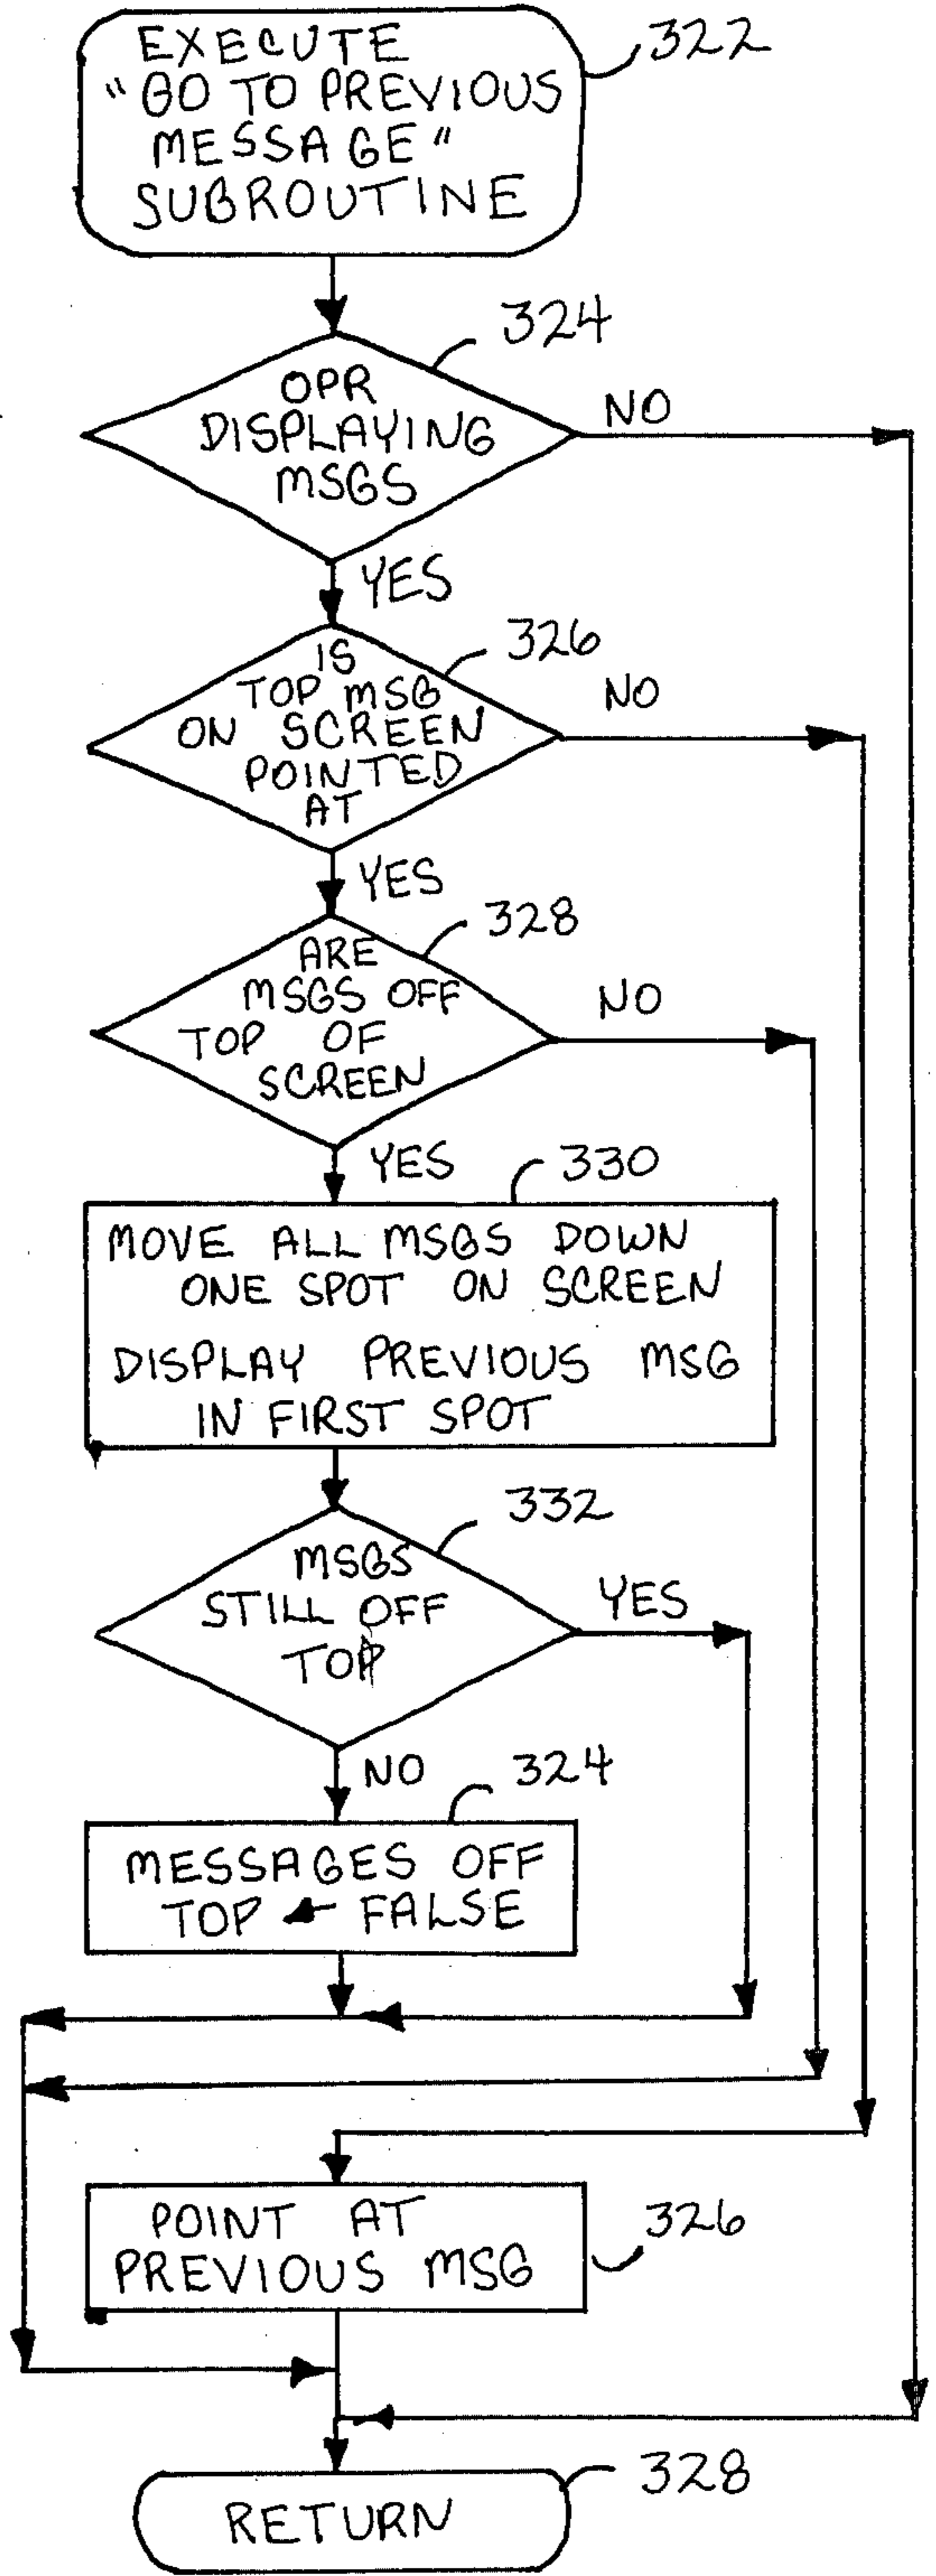 EXECUTE
"GO TO PREVIOUS
MESSAGE"
SUBROUTINE
322
324
OPR
DISPLAYING
MSGS
NO
YES
326
IS
TOP MSG
ON SCREEN
POINTED
AT
NO
YES
328
ARE
MSGS OFF
TOP OF
SCREEN
NO
YES
330
MOVE ALL MSGS DOWN
ONE SPOT ON SCREEN
DISPLAY PREVIOUS MSG
IN FIRST SPOT
332
MSGS
STILL OFF
TOP
YES
NO
324
MESSAGES OFF
TOP ← FALSE
POINT AT
PREVIOUS MSG
326
RETURN
328